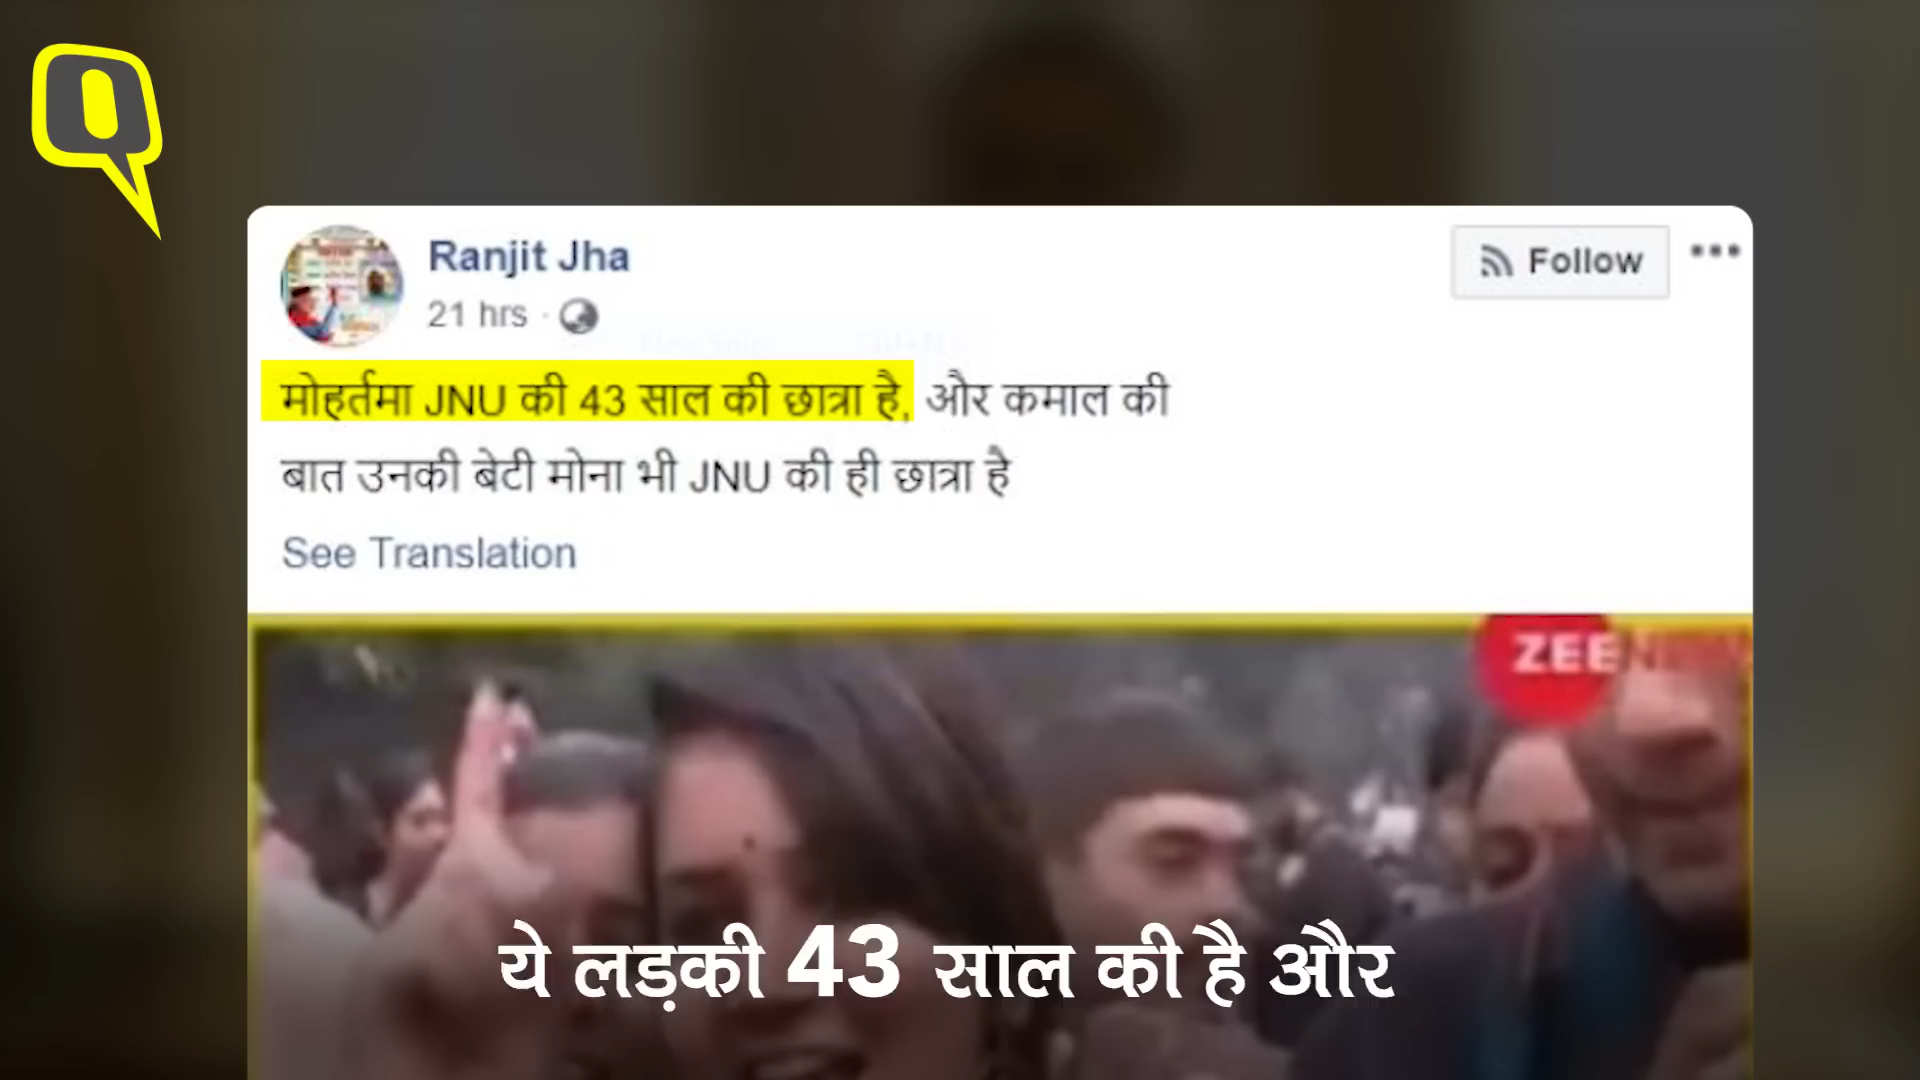 Ranjit Jha
Follow
21 hrs
मोहर्तमा JNU की 43 साल की छात्रा है, और कमाल की
बात उनकी बेटी मोना भी JNU की ही छात्रा है
See Translation
ZEE NEWS
ये लड़की 43 साल की है और